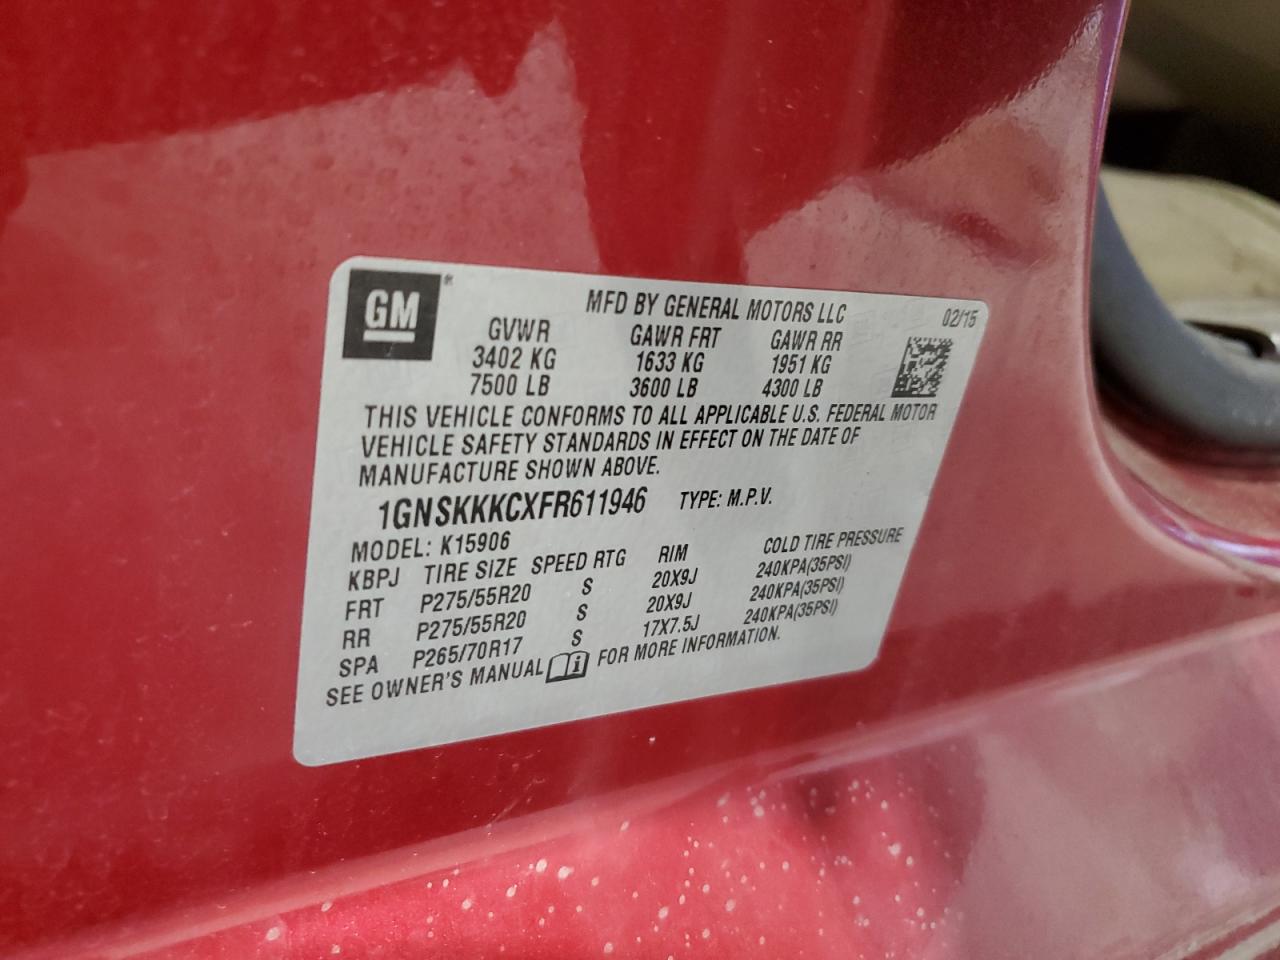 GM ®
MFD BY GENERAL MOTORS LLC 02/15
GVWR GAWR FRT GAWR RR
3402 KG 1633 KG 1951 KG
7500 LB 3600 LB 4300 LB
THIS VEHICLE CONFORMS TO ALL APPLICABLE U.S. FEDERAL MOTOR
VEHICLE SAFETY STANDARDS IN EFFECT ON THE DATE OF
MANUFACTURE SHOWN ABOVE.
1GNSKKKCXFR611946 TYPE: M.P.V.
MODEL: K15906
KBPJ TIRE SIZE SPEED RTG RIM COLD TIRE PRESSURE
FRT P275/55R20 S 20X9J 240KPA(35PSI)
RR P275/55R20 S 20X9J 240KPA(35PSI)
SPA P265/70R17 S 17X7.5J 240KPA(35PSI)
SEE OWNER'S MANUAL i FOR MORE INFORMATION.